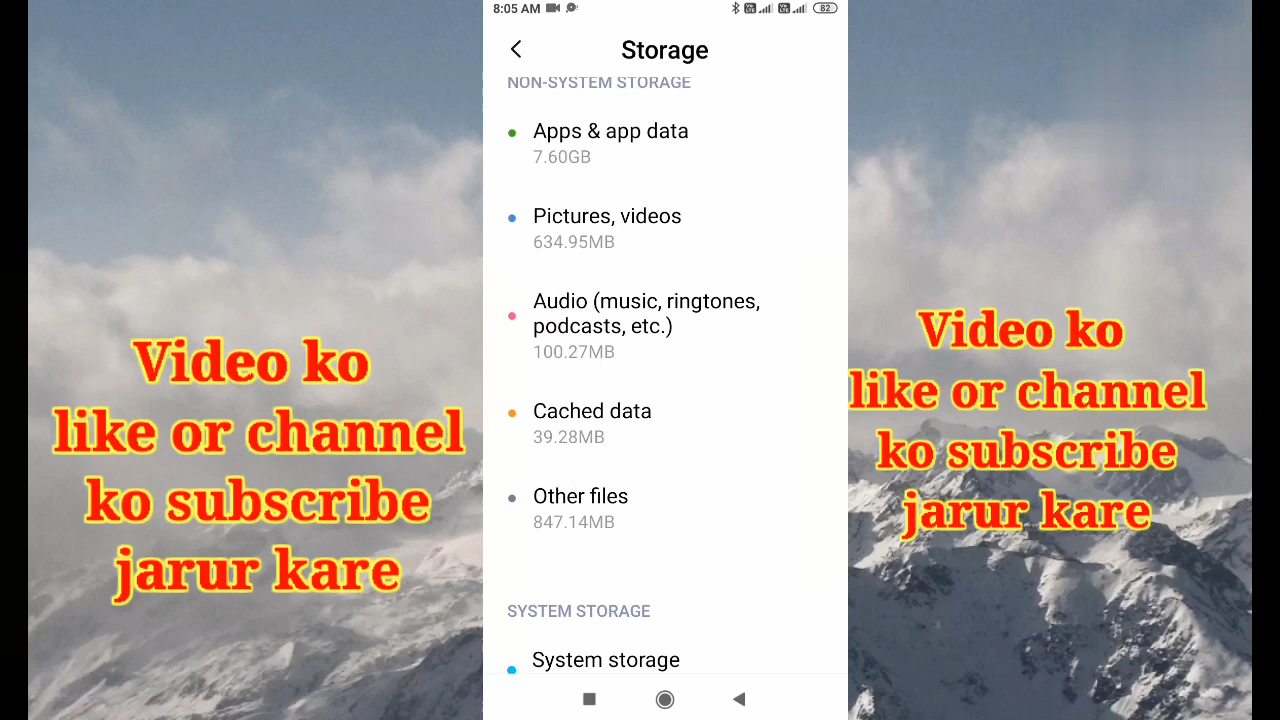 8:05 AM
82
Storage
NON-SYSTEM STORAGE
Apps & app data
7.60GB
Pictures, videos
634.95MB
Audio (music, ringtones,
podcasts, etc.)
100.27MB
Cached data
39.28MB
Other files
847.14MB
SYSTEM STORAGE
System storage
Video ko
like or channel
ko subscribe
jarur kare
Video ko
like or channel
ko subscribe
jarur kare